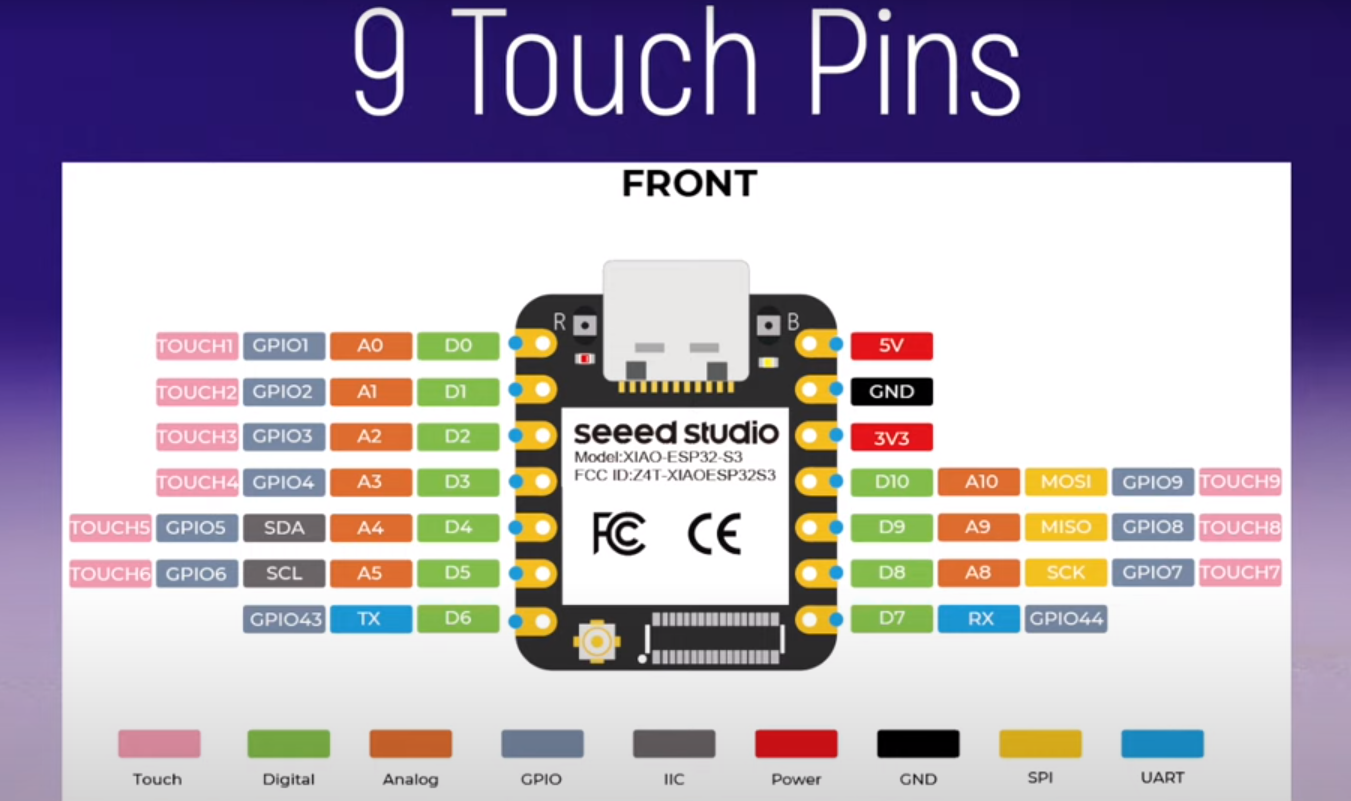 9 Touch Pins
FRONT
R B
TOUCH1 GPIO1 A0 D0 5V
TOUCH2 GPIO2 A1 D1 GND
TOUCH3 GPIO3 A2 D2 3V3
seeed studio
Model:XIAO-ESP32-S3
FCC ID:Z4T-XIAOESP32S3
TOUCH4 GPIO4 A3 D3 D10 A10 MOSI GPIO9 TOUCH9
TOUCH5 GPIO5 SDA A4 D4 FC CE D9 A9 MISO GPIO8 TOUCH8
TOUCH6 GPIO6 SCL A5 D5 D8 A8 SCK GPIO7 TOUCH7
GPIO43 TX D6 D7 RX GPIO44
Touch Digital Analog GPIO IIC Power GND SPI UART